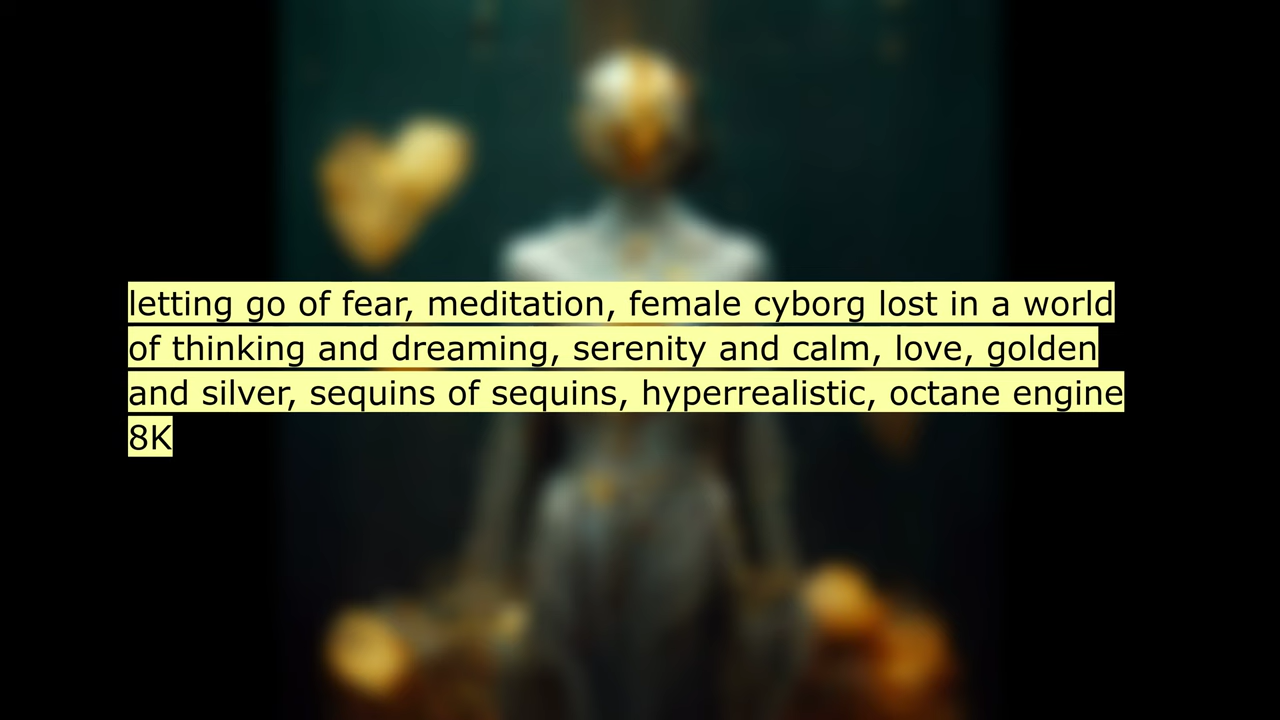 letting go of fear, meditation, female cyborg lost in a world
of thinking and dreaming, serenity and calm, love, golden
and silver, sequins of sequins, hyperrealistic, octane engine
8K